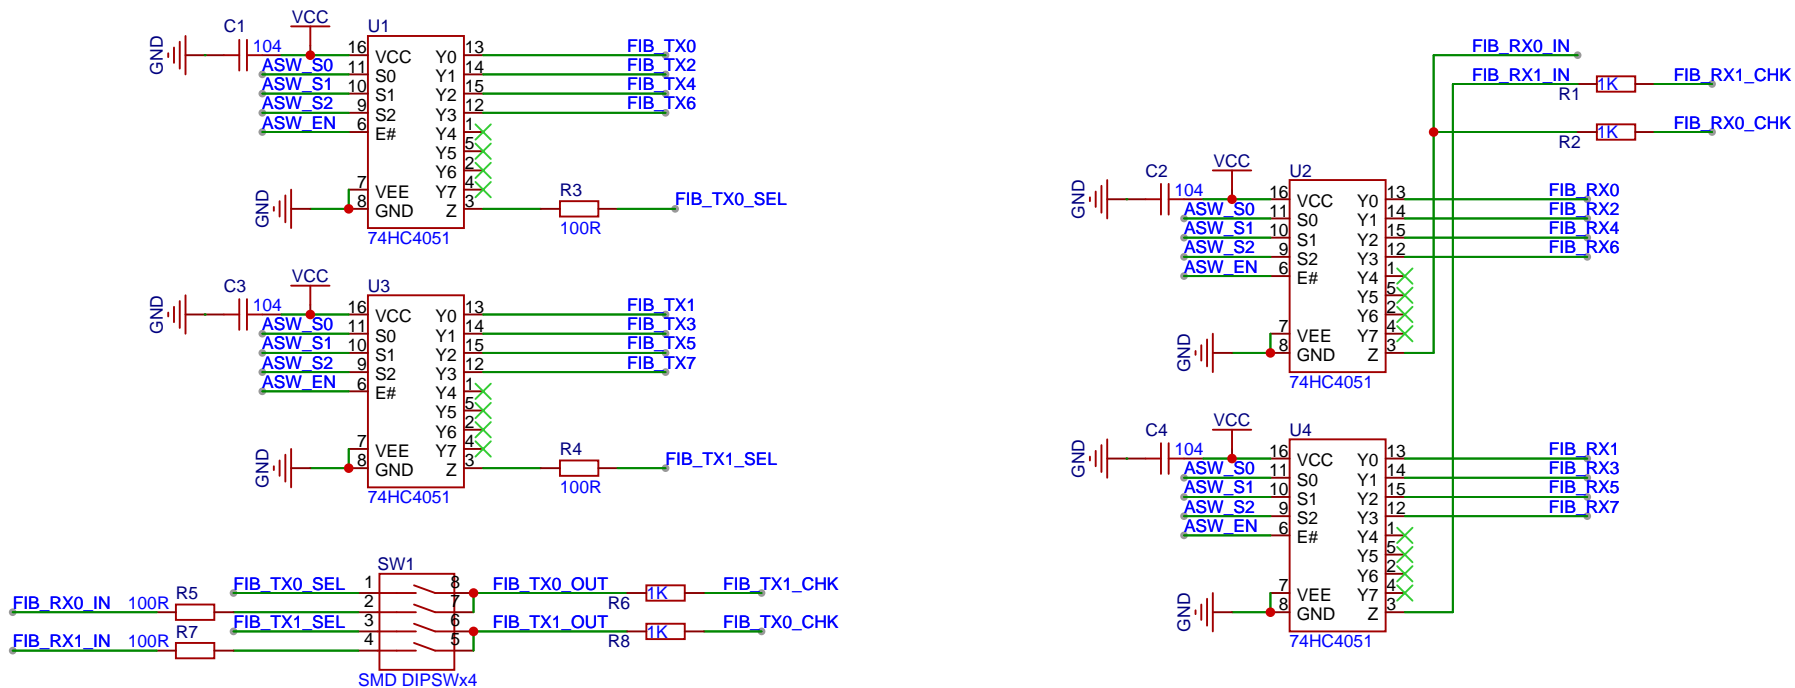 C1
VCC
104
GND
U1
16 VCC Y0 13 FIB_TX0
ASW_S0 11 S0 Y1 14 FIB_TX2
ASW_S1 10 S1 Y2 15 FIB_TX4
ASW_S2 9 S2 Y3 12 FIB_TX6
ASW_EN 6 E# Y4 1
Y5 5
Y6 2
7 VEE Y7 4
GND 8 GND Z 3
R3
100R
FIB_TX0_SEL
74HC4051
C3
VCC
104
GND
U3
16 VCC Y0 13 FIB_TX1
ASW_S0 11 S0 Y1 14 FIB_TX3
ASW_S1 10 S1 Y2 15 FIB_TX5
ASW_S2 9 S2 Y3 12 FIB_TX7
ASW_EN 6 E# Y4 1
Y5 5
Y6 2
7 VEE Y7 4
GND 8 GND Z 3
R4
100R
FIB_TX1_SEL
74HC4051
SW1
FIB_TX0_SEL 1 8 FIB_TX0_OUT R6 1K FIB_TX1_CHK
FIB_RX0_IN 100R R5 2 7
FIB_TX1_SEL 3 6 FIB_TX1_OUT R8 1K FIB_TX0_CHK
FIB_RX1_IN 100R R7 4 5
SMD DIPSWx4
FIB_RX0_IN
FIB_RX1_IN R1 1K FIB_RX1_CHK
R2 1K FIB_RX0_CHK
C2
VCC
104
GND
U2
16 VCC Y0 13 FIB_RX0
ASW_S0 11 S0 Y1 14 FIB_RX2
ASW_S1 10 S1 Y2 15 FIB_RX4
ASW_S2 9 S2 Y3 12 FIB_RX6
ASW_EN 6 E# Y4 1
Y5 5
Y6 2
7 VEE Y7 4
GND 8 GND Z 3
74HC4051
C4
VCC
104
GND
U4
16 VCC Y0 13 FIB_RX1
ASW_S0 11 S0 Y1 14 FIB_RX3
ASW_S1 10 S1 Y2 15 FIB_RX5
ASW_S2 9 S2 Y3 12 FIB_RX7
ASW_EN 6 E# Y4 1
Y5 5
Y6 2
7 VEE Y7 4
GND 8 GND Z 3
74HC4051